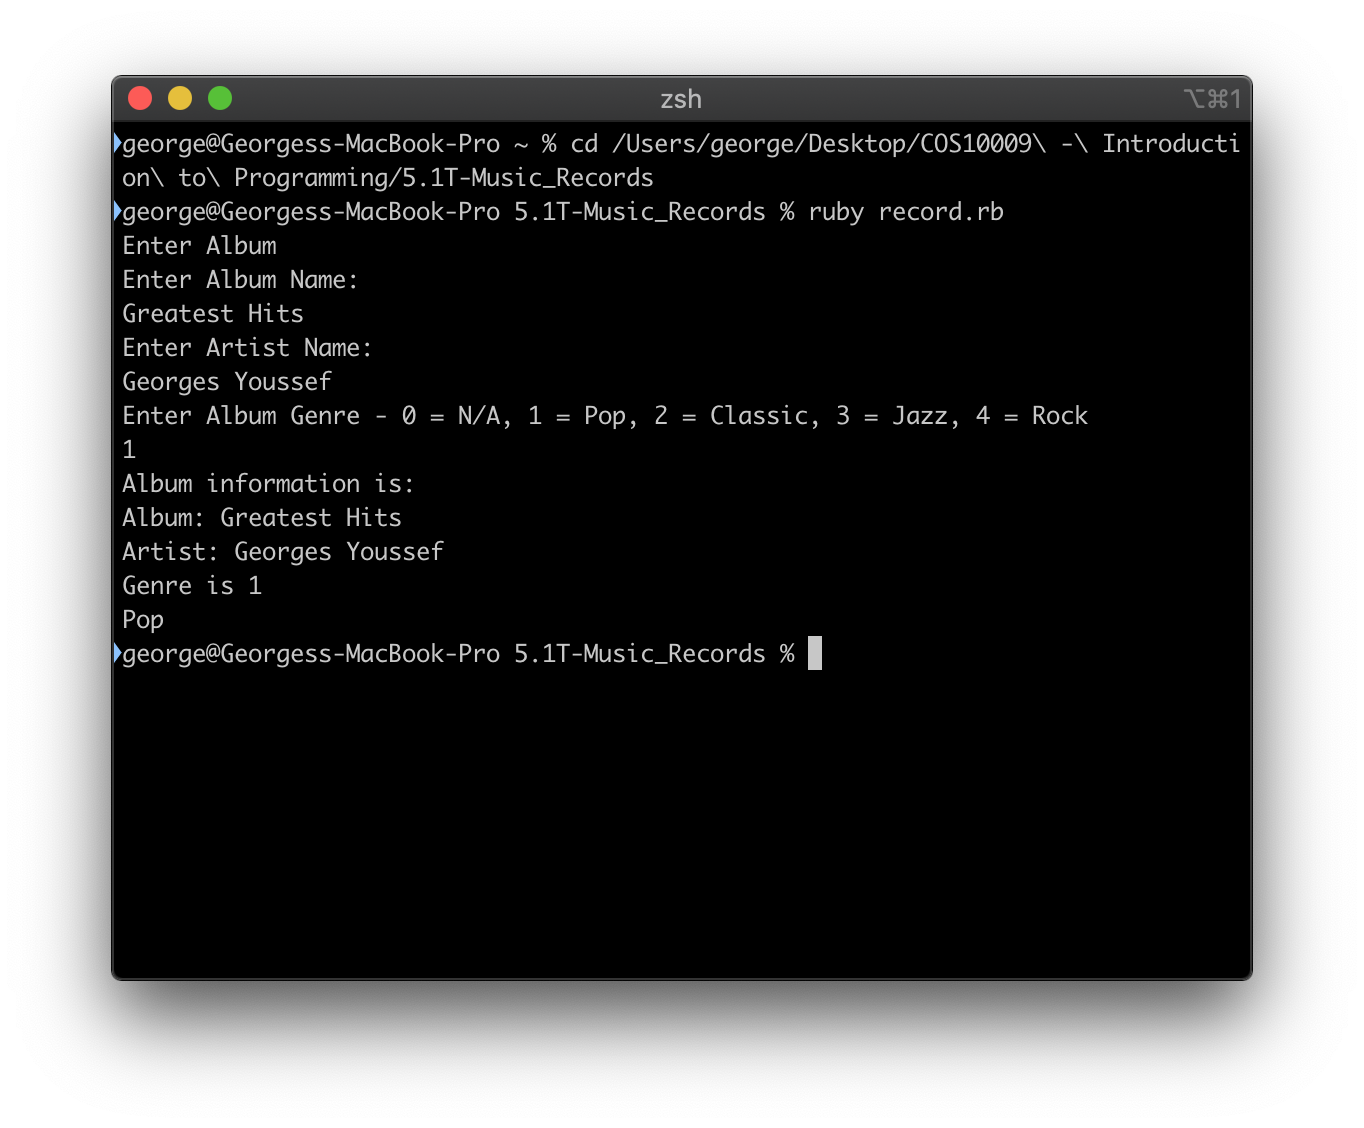 zsh
⌥⌘1
george@Georgess-MacBook-Pro ~ % cd /Users/george/Desktop/COS10009\ -\ Introducti
on\ to\ Programming/5.1T-Music_Records
george@Georgess-MacBook-Pro 5.1T-Music_Records % ruby record.rb
Enter Album
Enter Album Name:
Greatest Hits
Enter Artist Name:
Georges Youssef
Enter Album Genre - 0 = N/A, 1 = Pop, 2 = Classic, 3 = Jazz, 4 = Rock
1
Album information is:
Album: Greatest Hits
Artist: Georges Youssef
Genre is 1
Pop
george@Georgess-MacBook-Pro 5.1T-Music_Records %